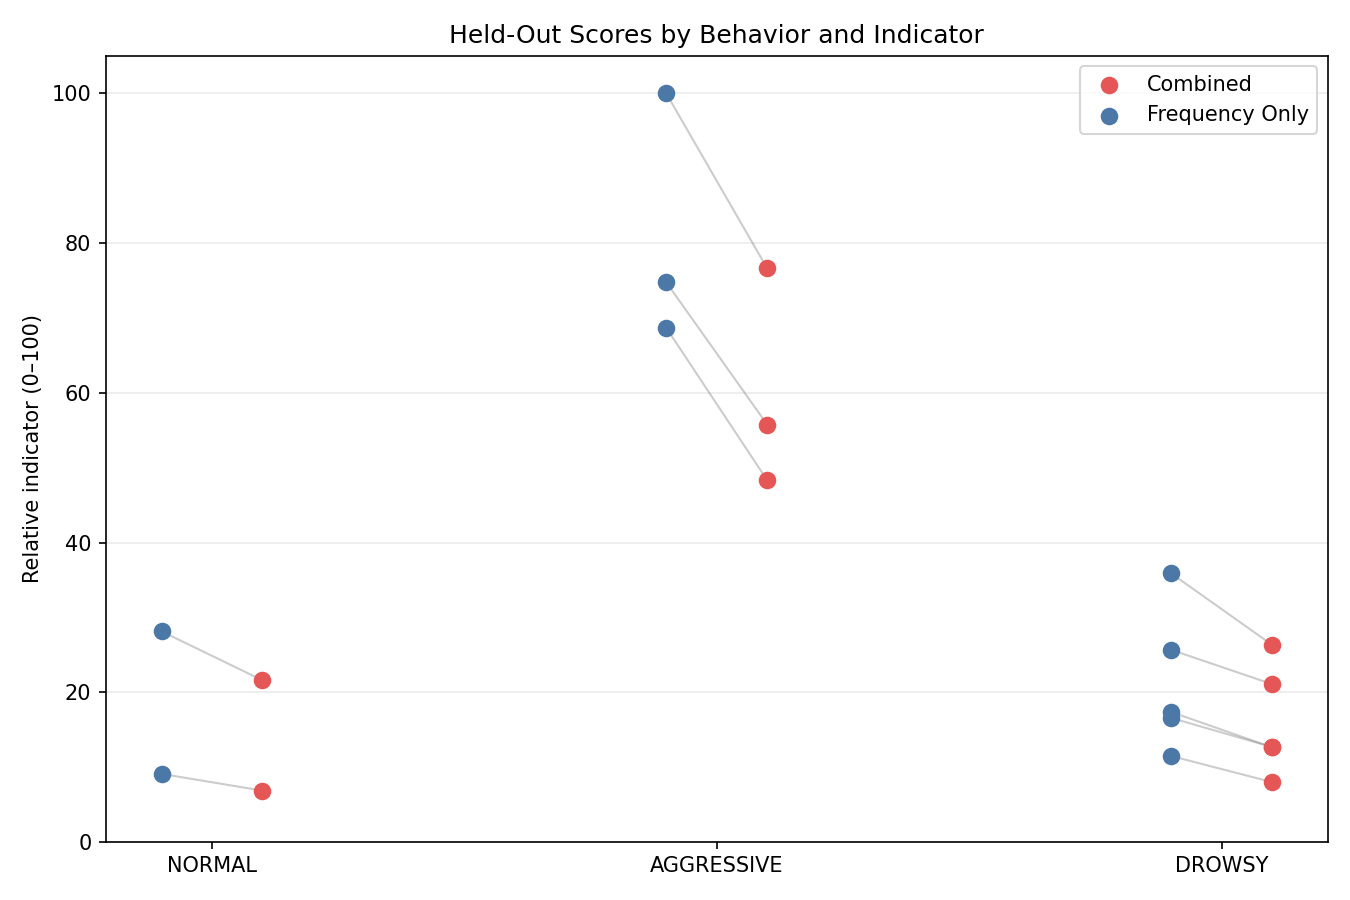 Held-Out Scores by Behavior and Indicator
Combined
Frequency Only
Relative indicator (0–100)
100
80
60
40
20
0
NORMAL
AGGRESSIVE
DROWSY